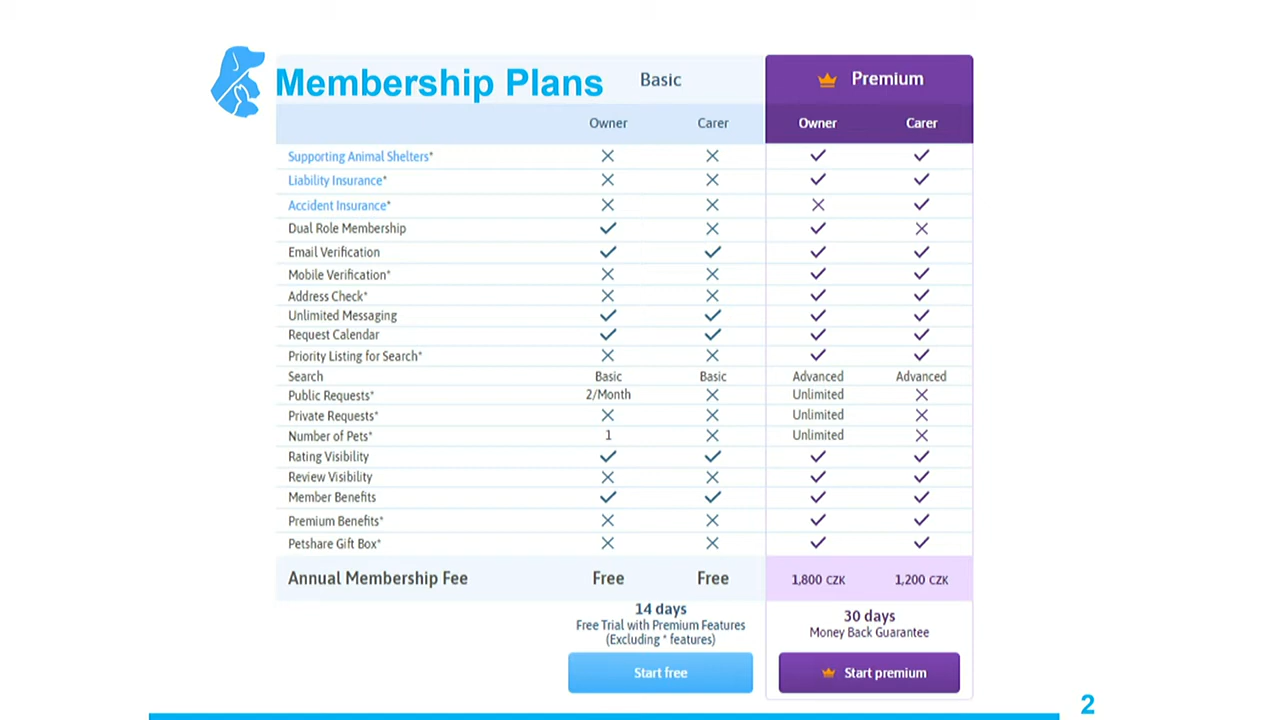 Membership Plans Basic Premium
Owner Carer Owner Carer
Supporting Animal Shelters* ✕ ✕ ✓ ✓
Liability Insurance* ✕ ✕ ✓ ✓
Accident Insurance* ✕ ✕ ✕ ✓
Dual Role Membership ✓ ✕ ✓ ✕
Email Verification ✓ ✓ ✓ ✓
Mobile Verification* ✕ ✕ ✓ ✓
Address Check* ✕ ✕ ✓ ✓
Unlimited Messaging ✓ ✓ ✓ ✓
Request Calendar ✓ ✓ ✓ ✓
Priority Listing for Search* ✕ ✕ ✓ ✓
Search Basic Basic Advanced Advanced
Public Requests* 2/Month ✕ Unlimited ✕
Private Requests* ✕ ✕ Unlimited ✕
Number of Pets* 1 ✕ Unlimited ✕
Rating Visibility ✓ ✓ ✓ ✓
Review Visibility ✕ ✕ ✓ ✓
Member Benefits ✓ ✓ ✓ ✓
Premium Benefits* ✕ ✕ ✓ ✓
Petshare Gift Box* ✕ ✕ ✓ ✓
Annual Membership Fee Free Free 1,800 CZK 1,200 CZK
14 days
Free Trial with Premium Features
(Excluding * features)
30 days
Money Back Guarantee
Start free
Start premium
2